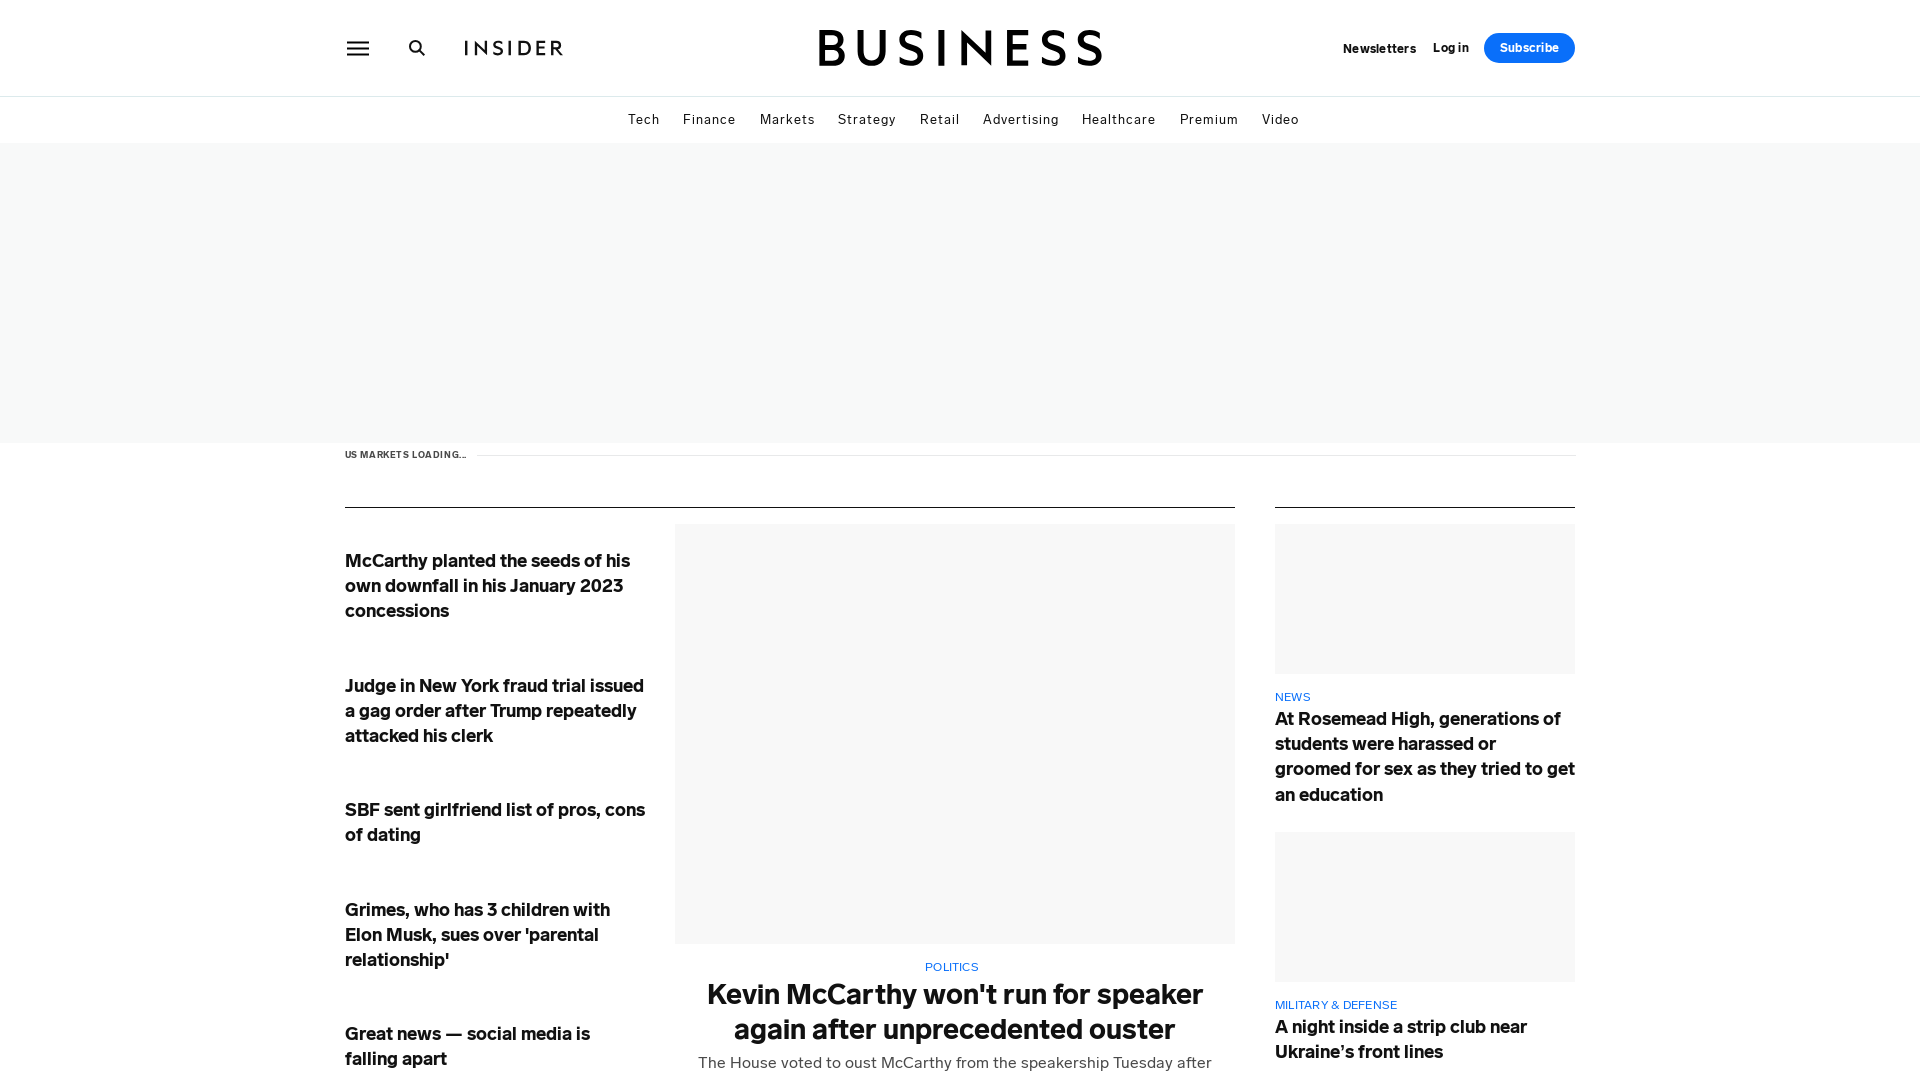 INSIDER
BUSINESS
Newsletters
Log in
Subscribe
Tech
Finance
Markets
Strategy
Retail
Advertising
Healthcare
Premium
Video
US MARKETS LOADING...
McCarthy planted the seeds of his
own downfall in his January 2023
concessions
Judge in New York fraud trial issued
a gag order after Trump repeatedly
attacked his clerk
SBF sent girlfriend list of pros, cons
of dating
Grimes, who has 3 children with
Elon Musk, sues over 'parental
relationship'
Great news — social media is
falling apart
POLITICS
Kevin McCarthy won't run for speaker
again after unprecedented ouster
The House voted to oust McCarthy from the speakership Tuesday after
NEWS
At Rosemead High, generations of
students were harassed or
groomed for sex as they tried to get
an education
MILITARY & DEFENSE
A night inside a strip club near
Ukraine’s front lines